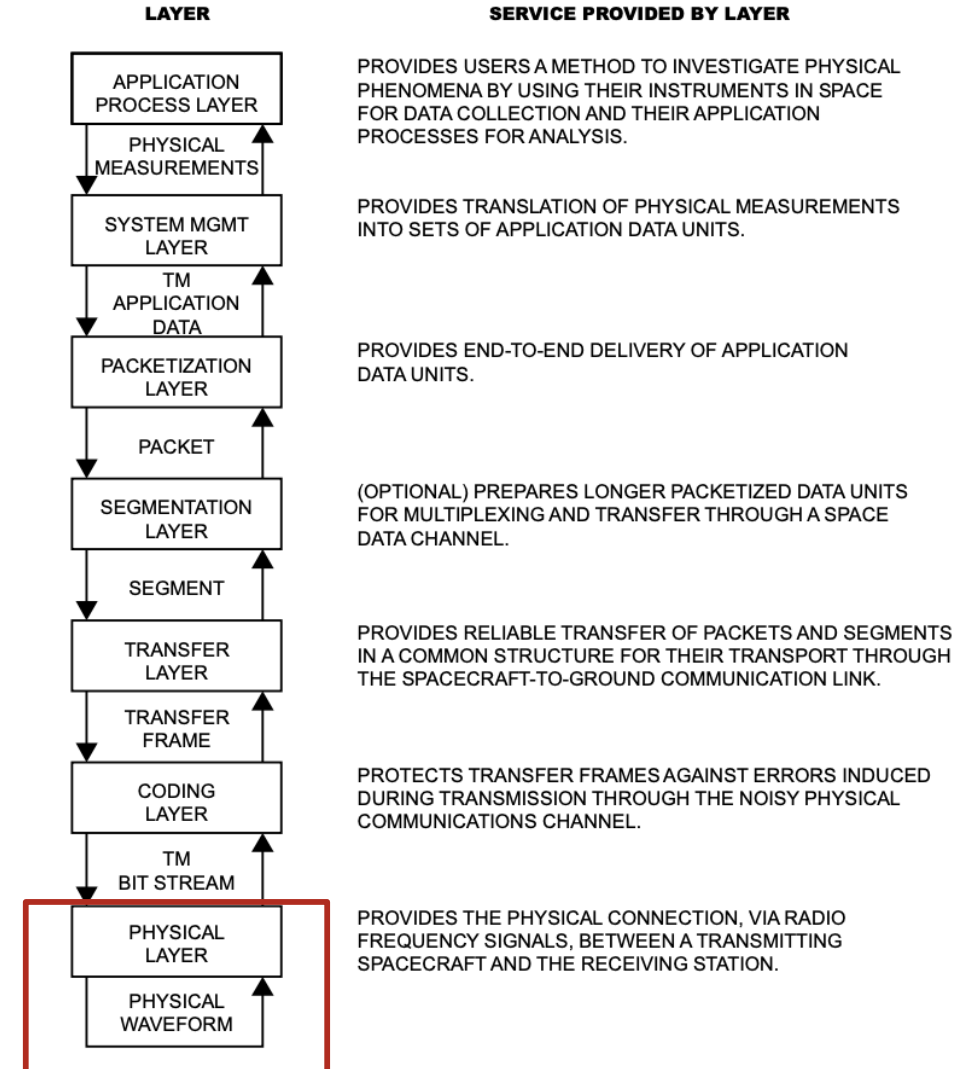 LAYER
SERVICE PROVIDED BY LAYER
APPLICATION
PROCESS LAYER
PROVIDES USERS A METHOD TO INVESTIGATE PHYSICAL
PHENOMENA BY USING THEIR INSTRUMENTS IN SPACE
FOR DATA COLLECTION AND THEIR APPLICATION
PROCESSES FOR ANALYSIS.
PHYSICAL
MEASUREMENTS
SYSTEM MGMT
LAYER
PROVIDES TRANSLATION OF PHYSICAL MEASUREMENTS
INTO SETS OF APPLICATION DATA UNITS.
TM
APPLICATION
DATA
PACKETIZATION
LAYER
PROVIDES END-TO-END DELIVERY OF APPLICATION
DATA UNITS.
PACKET
SEGMENTATION
LAYER
(OPTIONAL) PREPARES LONGER PACKETIZED DATA UNITS
FOR MULTIPLEXING AND TRANSFER THROUGH A SPACE
DATA CHANNEL.
SEGMENT
TRANSFER
LAYER
PROVIDES RELIABLE TRANSFER OF PACKETS AND SEGMENTS
IN A COMMON STRUCTURE FOR THEIR TRANSPORT THROUGH
THE SPACECRAFT-TO-GROUND COMMUNICATION LINK.
TRANSFER
FRAME
CODING
LAYER
PROTECTS TRANSFER FRAMES AGAINST ERRORS INDUCED
DURING TRANSMISSION THROUGH THE NOISY PHYSICAL
COMMUNICATIONS CHANNEL.
TM
BIT STREAM
PHYSICAL
LAYER
PROVIDES THE PHYSICAL CONNECTION, VIA RADIO
FREQUENCY SIGNALS, BETWEEN A TRANSMITTING
SPACECRAFT AND THE RECEIVING STATION.
PHYSICAL
WAVEFORM